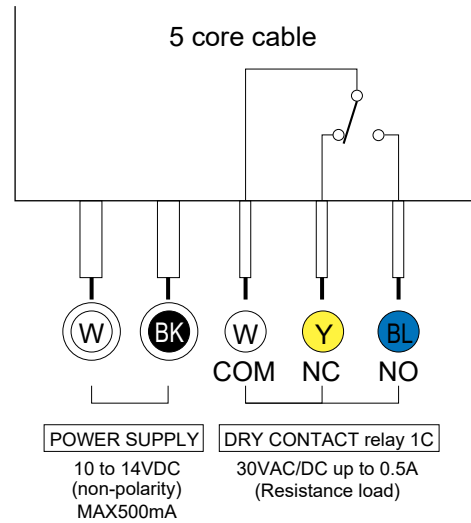 5 core cable
W BK W Y BL
COM NC NO
POWER SUPPLY
10 to 14VDC
(non-polarity)
MAX500mA
DRY CONTACT relay 1C
30VAC/DC up to 0.5A
(Resistance load)